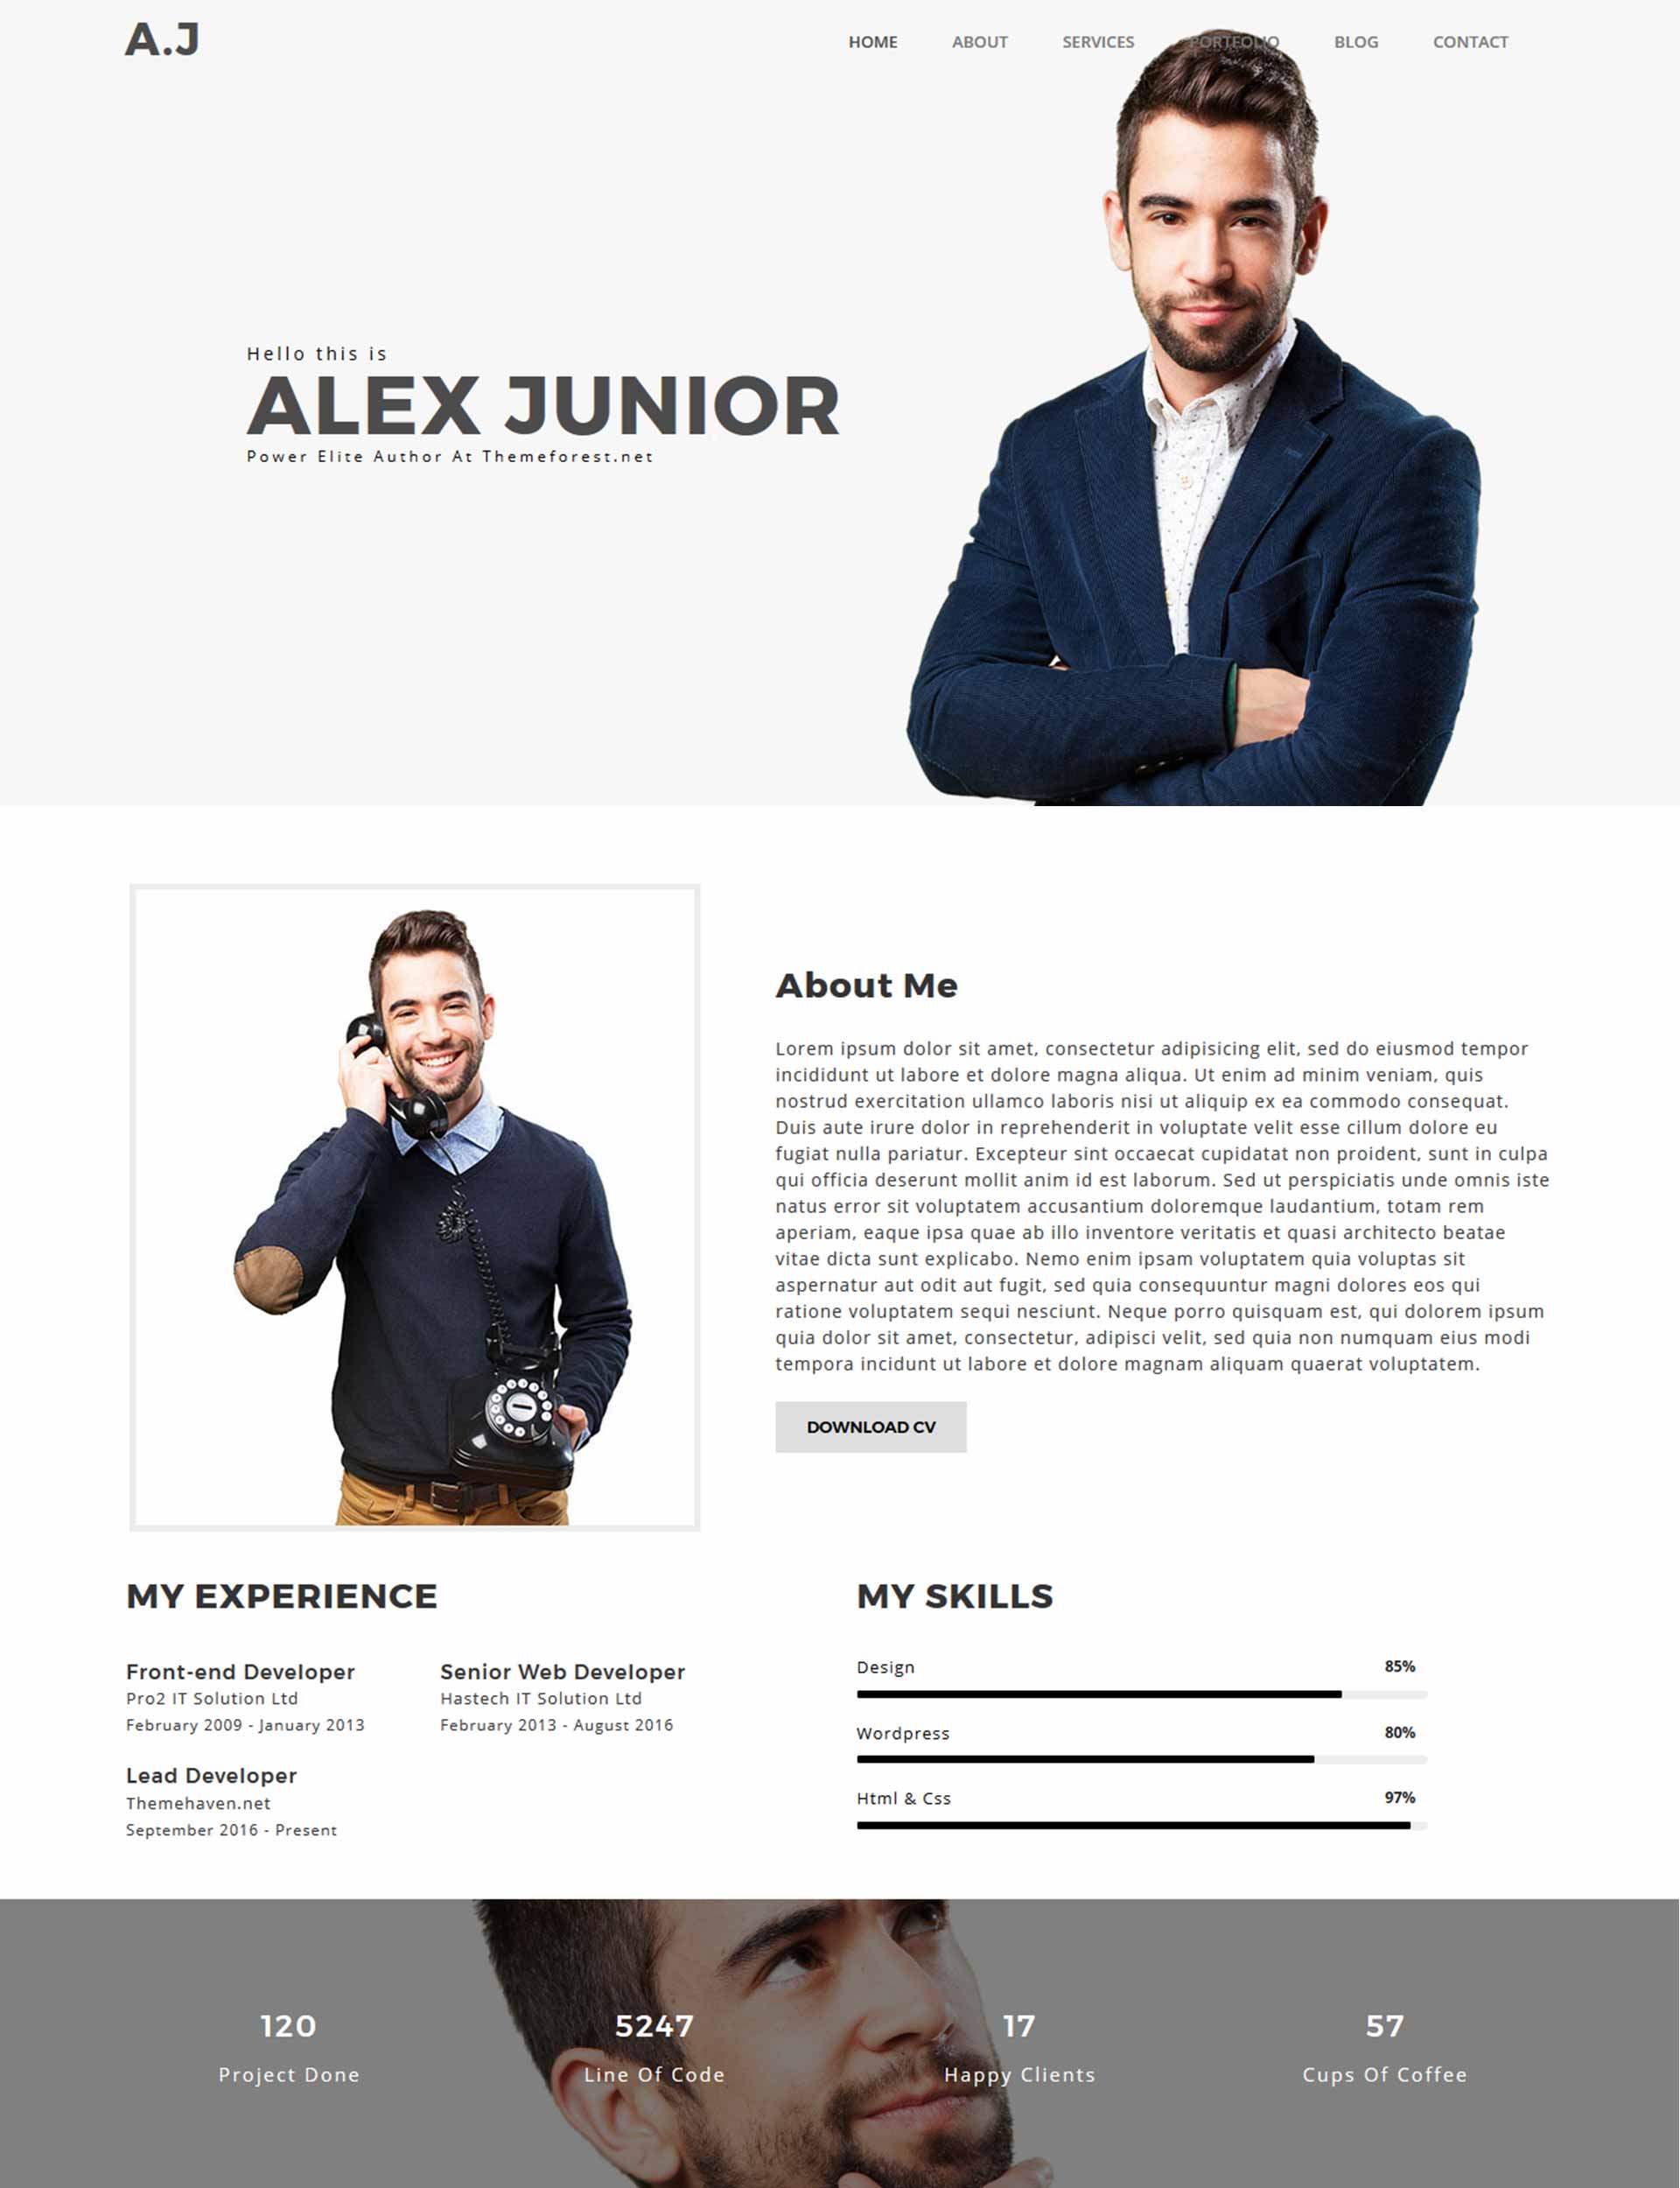 A.J
HOME ABOUT SERVICES PORTFOLIO BLOG CONTACT
Hello this is
ALEX JUNIOR
Power Elite Author At Themeforest.net
About Me
Lorem ipsum dolor sit amet, consectetur adipisicing elit, sed do eiusmod tempor
incididunt ut labore et dolore magna aliqua. Ut enim ad minim veniam, quis
nostrud exercitation ullamco laboris nisi ut aliquip ex ea commodo consequat.
Duis aute irure dolor in reprehenderit in voluptate velit esse cillum dolore eu
fugiat nulla pariatur. Excepteur sint occaecat cupidatat non proident, sunt in culpa
qui officia deserunt mollit anim id est laborum. Sed ut perspiciatis unde omnis iste
natus error sit voluptatem accusantium doloremque laudantium, totam rem
aperiam, eaque ipsa quae ab illo inventore veritatis et quasi architecto beatae
vitae dicta sunt explicabo. Nemo enim ipsam voluptatem quia voluptas sit
aspernatur aut odit aut fugit, sed quia consequuntur magni dolores eos qui
ratione voluptatem sequi nesciunt. Neque porro quisquam est, qui dolorem ipsum
quia dolor sit amet, consectetur, adipisci velit, sed quia non numquam eius modi
tempora incidunt ut labore et dolore magnam aliquam quaerat voluptatem.
DOWNLOAD CV
MY EXPERIENCE
Front-end Developer
Pro2 IT Solution Ltd
February 2009 - January 2013
Senior Web Developer
Hastech IT Solution Ltd
February 2013 - August 2016
Lead Developer
Themehaven.net
September 2016 - Present
MY SKILLS
Design 85%
Wordpress 80%
Html & Css 97%
120
Project Done
5247
Line Of Code
17
Happy Clients
57
Cups Of Coffee